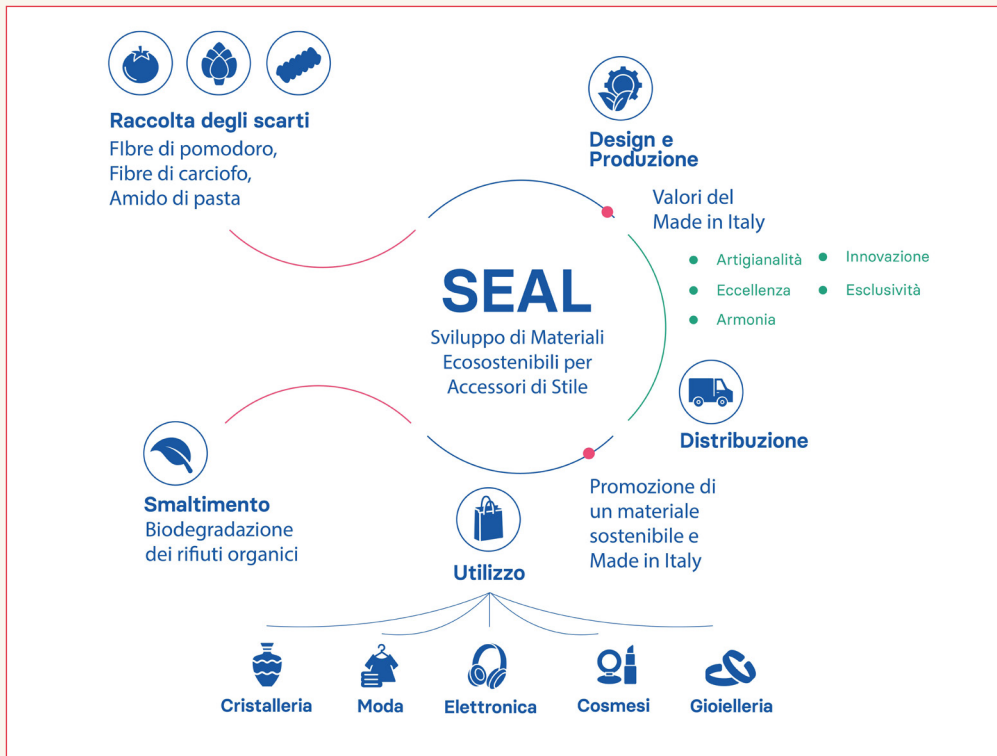 Raccolta degli scarti
FIbre di pomodoro,
Fibre di carciofo,
Amido di pasta
Design e
Produzione
Valori del
Made in Italy
Artigianalità
Innovazione
Eccellenza
Esclusività
Armonia
SEAL
Sviluppo di Materiali
Ecosostenibili per
Accessori di Stile
Distribuzione
Promozione di
un materiale
sostenibile e
Made in Italy
Smaltimento
Biodegradazione
dei rifiuti organici
Utilizzo
Cristalleria
Moda
Elettronica
Cosmesi
Gioielleria